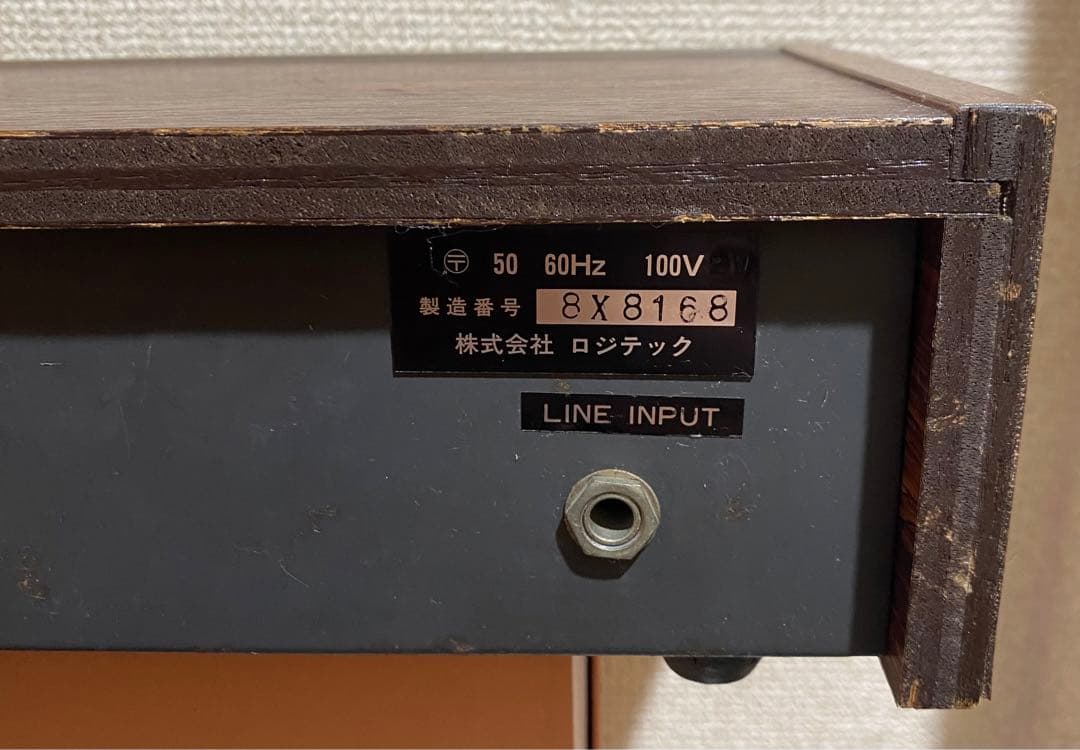 〶 50 60Hz 100V
製造番号 8X8168
株式会社 ロジテック
LINE INPUT